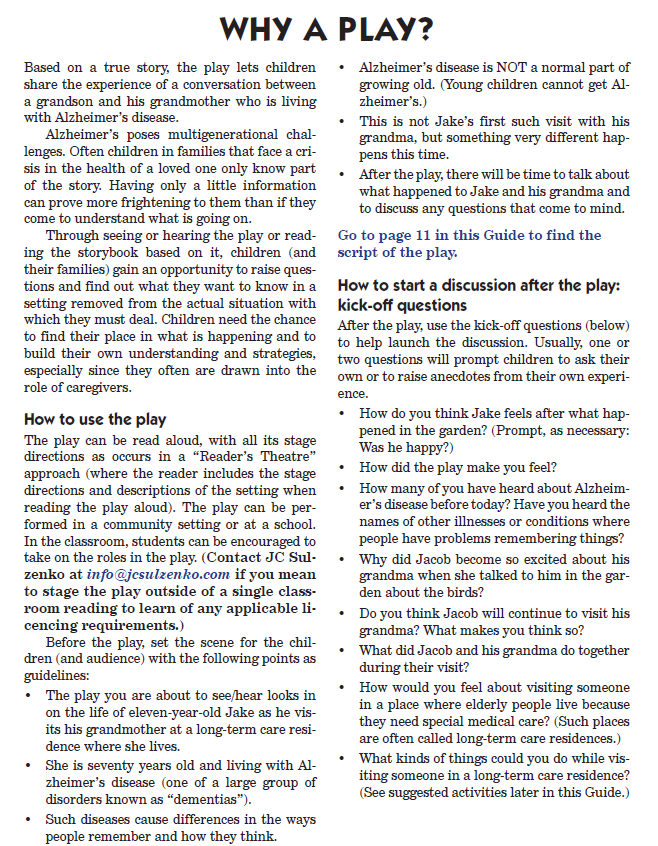 WHY A PLAY?
Based on a true story, the play lets children
share the experience of a conversation between
a grandson and his grandmother who is living
with Alzheimer's disease.
Alzheimer's poses multigenerational chal-
lenges. Often children in families that face a cri-
sis in the health of a loved one only know part
of the story. Having only a little information
can prove more frightening to them than if they
come to understand what is going on.
Through seeing or hearing the play or read-
ing the storybook based on it, children (and
their families) gain an opportunity to raise ques-
tions and find out what they want to know in a
setting removed from the actual situation with
which they must deal. Children need the chance
to find their place in what is happening and to
build their own understanding and strategies,
especially since they often are drawn into the
role of caregivers.
How to use the play
The play can be read aloud, with all its stage
directions as occurs in a “Reader's Theatre”
approach (where the reader includes the stage
directions and descriptions of the setting when
reading the play aloud). The play can be per-
formed in a community setting or at a school.
In the classroom, students can be encouraged to
take on the roles in the play. (Contact JC Sul-
zenko at info@jcsulzenko.com if you mean
to stage the play outside of a single class-
room reading to learn of any applicable li-
cencing requirements.)
Before the play, set the scene for the chil-
dren (and audience) with the following points as
guidelines:
• The play you are about to see/hear looks in
on the life of eleven-year-old Jake as he vis-
its his grandmother at a long-term care resi-
dence where she lives.
• She is seventy years old and living with Al-
zheimer's disease (one of a large group of
disorders known as “dementias”).
• Such diseases cause differences in the ways
people remember and how they think.
• Alzheimer's disease is NOT a normal part of
growing old. (Young children cannot get Al-
zheimer's.)
• This is not Jake's first such visit with his
grandma, but something very different hap-
pens this time.
• After the play, there will be time to talk about
what happened to Jake and his grandma and
to discuss any questions that come to mind.
Go to page 11 in this Guide to find the
script of the play.
How to start a discussion after the play:
kick-off questions
After the play, use the kick-off questions (below)
to help launch the discussion. Usually, one or
two questions will prompt children to ask their
own or to raise anecdotes from their own experi-
ence.
• How do you think Jake feels after what hap-
pened in the garden? (Prompt, as necessary:
Was he happy?)
• How did the play make you feel?
• How many of you have heard about Alzheim-
er's disease before today? Have you heard the
names of other illnesses or conditions where
people have problems remembering things?
• Why did Jacob become so excited about his
grandma when she talked to him in the gar-
den about the birds?
• Do you think Jacob will continue to visit his
grandma? What makes you think so?
• What did Jacob and his grandma do together
during their visit?
• How would you feel about visiting someone
in a place where elderly people live because
they need special medical care? (Such places
are often called long-term care residences.)
• What kinds of things could you do while vis-
iting someone in a long-term care residence?
(See suggested activities later in this Guide.)